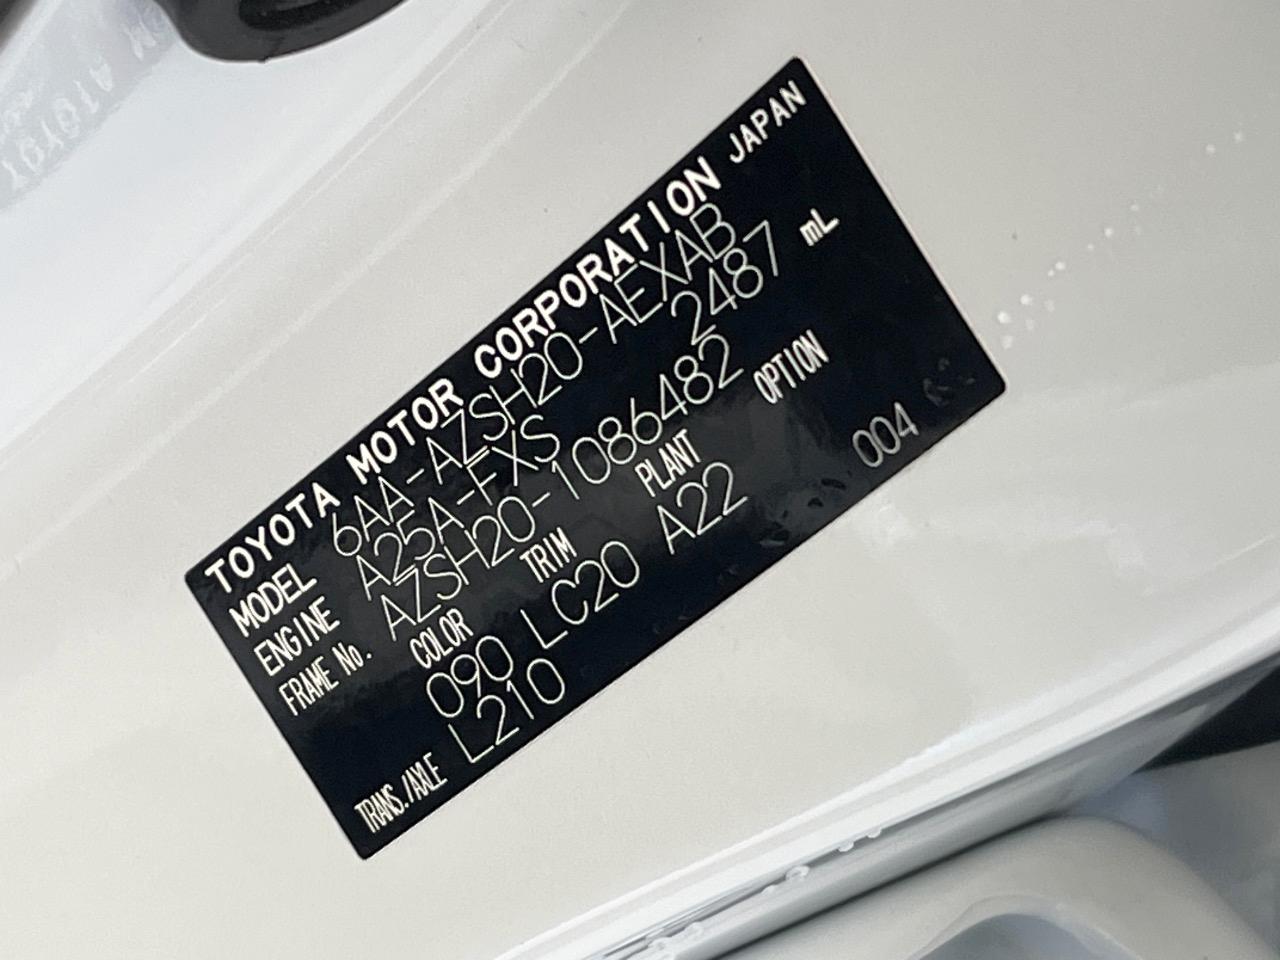 TOYOTA MOTOR CORPORATION JAPAN
MODEL 6AA-AZSH20-AEXAB
ENGINE A25A-FXS 2487 mL
FRAME No. AZSH20-1086482
COLOR TRIM PLANT OPTION
090 LC20 A22 004
TRANS./AXLE L210